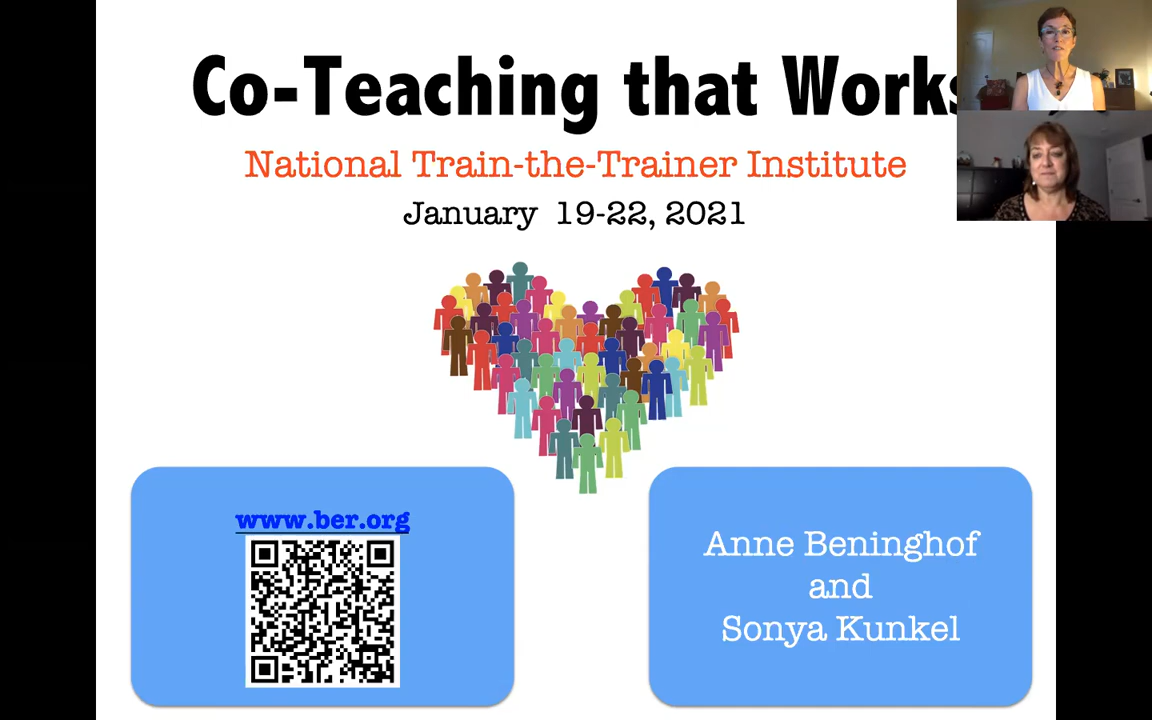 Co-Teaching that Works
National Train-the-Trainer Institute
January 19-22, 2021
www.ber.org
Anne Beninghof
and
Sonya Kunkel